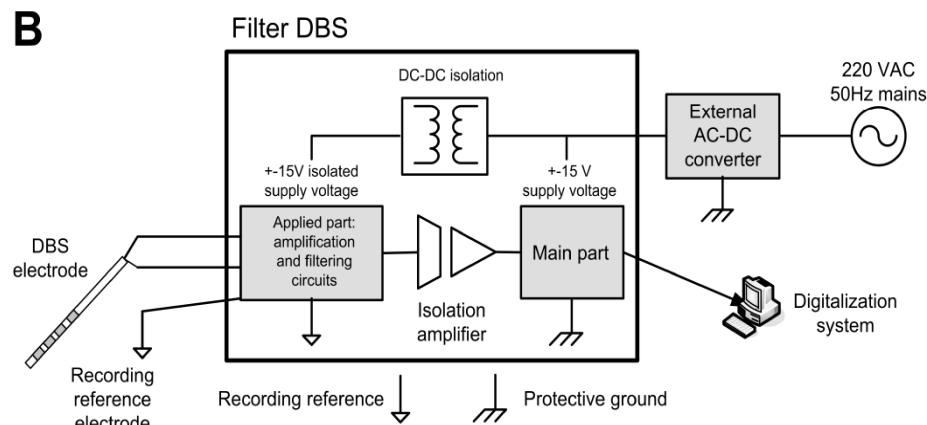 B
Filter DBS
DC-DC isolation
220 VAC
50Hz mains
External
AC-DC
converter
+-15V isolated
supply voltage
+-15 V
supply voltage
Applied part:
amplification
and filtering
circuits
Main part
DBS
electrode
Isolation
amplifier
Digitalization
system
Recording
reference
electrode
Recording reference
Protective ground